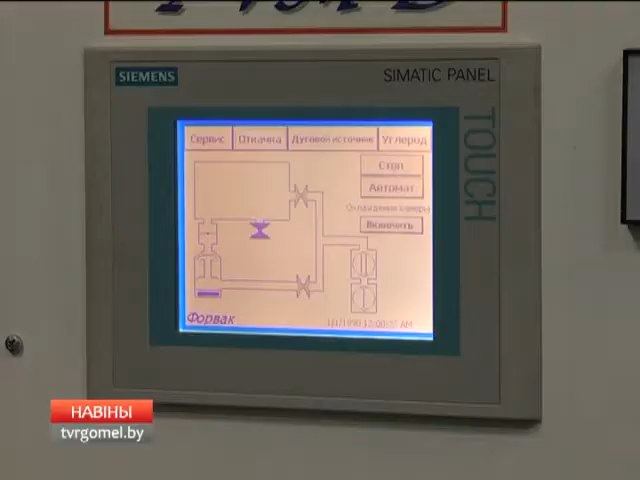 SIEMENS
SIMATIC PANEL
TOUCH
Сервис Откачка Дуговой источник Углерод
Стоп
Автомат
Охлаждение камеры
Включить
Форвак
1/1/1990 12:00:35 AM
НАВІНЫ
tvrgomel.by